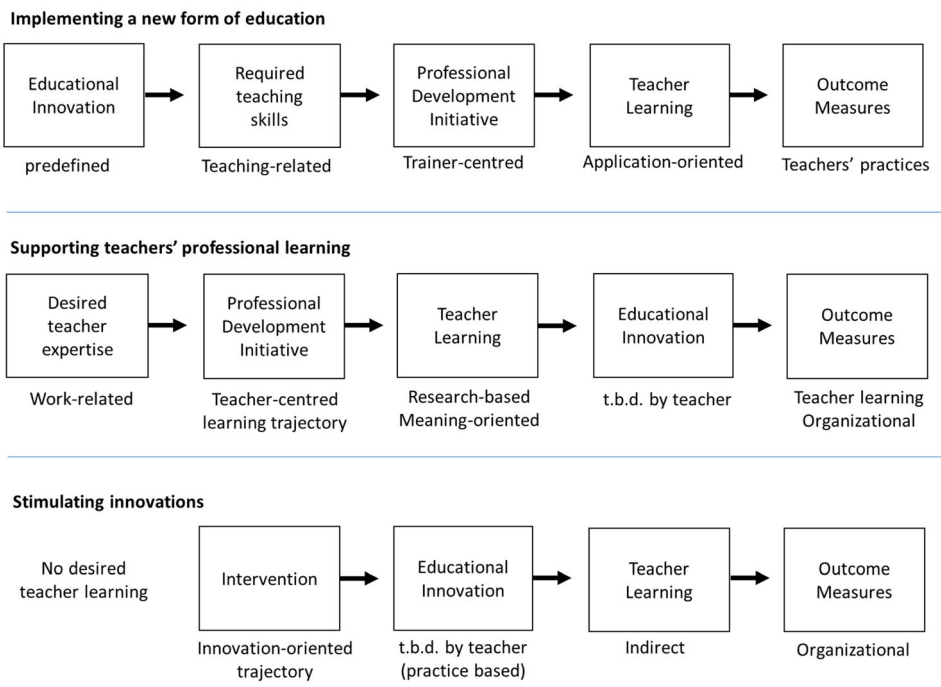 Implementing a new form of education
Educational
Innovation
Required
teaching
skills
Professional
Development
Initiative
Teacher
Learning
Outcome
Measures
predefined
Teaching-related
Trainer-centred
Application-oriented
Teachers’ practices
Supporting teachers’ professional learning
Desired
teacher
expertise
Professional
Development
Initiative
Teacher
Learning
Educational
Innovation
Outcome
Measures
Work-related
Teacher-centred
learning trajectory
Research-based
Meaning-oriented
t.b.d. by teacher
Teacher learning
Organizational
Stimulating innovations
No desired
teacher learning
Intervention
Educational
Innovation
Teacher
Learning
Outcome
Measures
Innovation-oriented
trajectory
t.b.d. by teacher
(practice based)
Indirect
Organizational